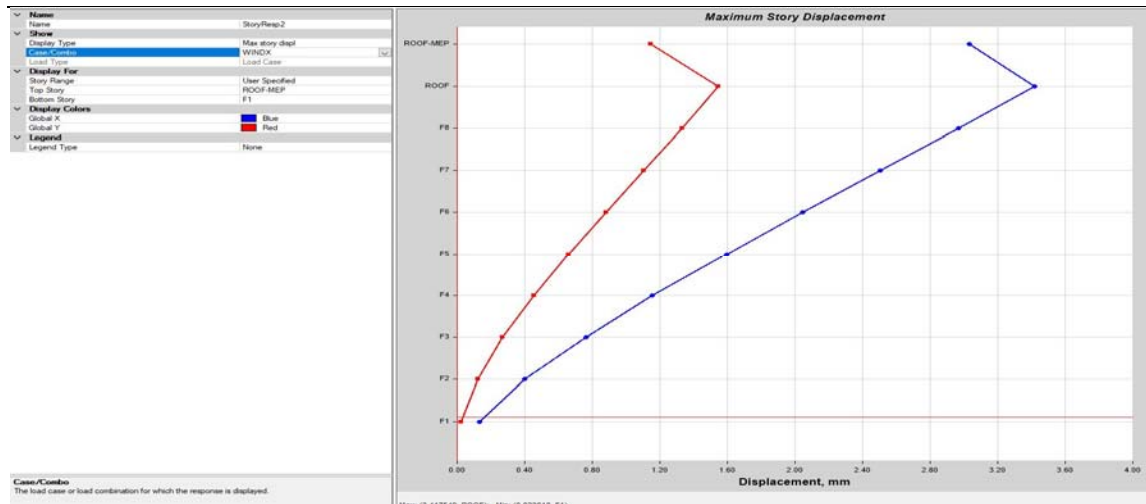 Name
Name StoryResp2
Show
Display Type Max story displ
Case/Combo WINDX
Load Type Load Case
Display For
Story Range User Specified
Top Story ROOF-MEP
Bottom Story F1
Display Colors
Global X Blue
Global Y Red
Legend
Legend Type None
Case/Combo
The load case or load combination for which the response is displayed.
Maximum Story Displacement
ROOF-MEP
ROOF
F8
F7
F6
F5
F4
F3
F2
F1
0.00 0.40 0.80 1.20 1.60 2.00 2.40 2.80 3.20 3.60 4.00
Displacement, mm